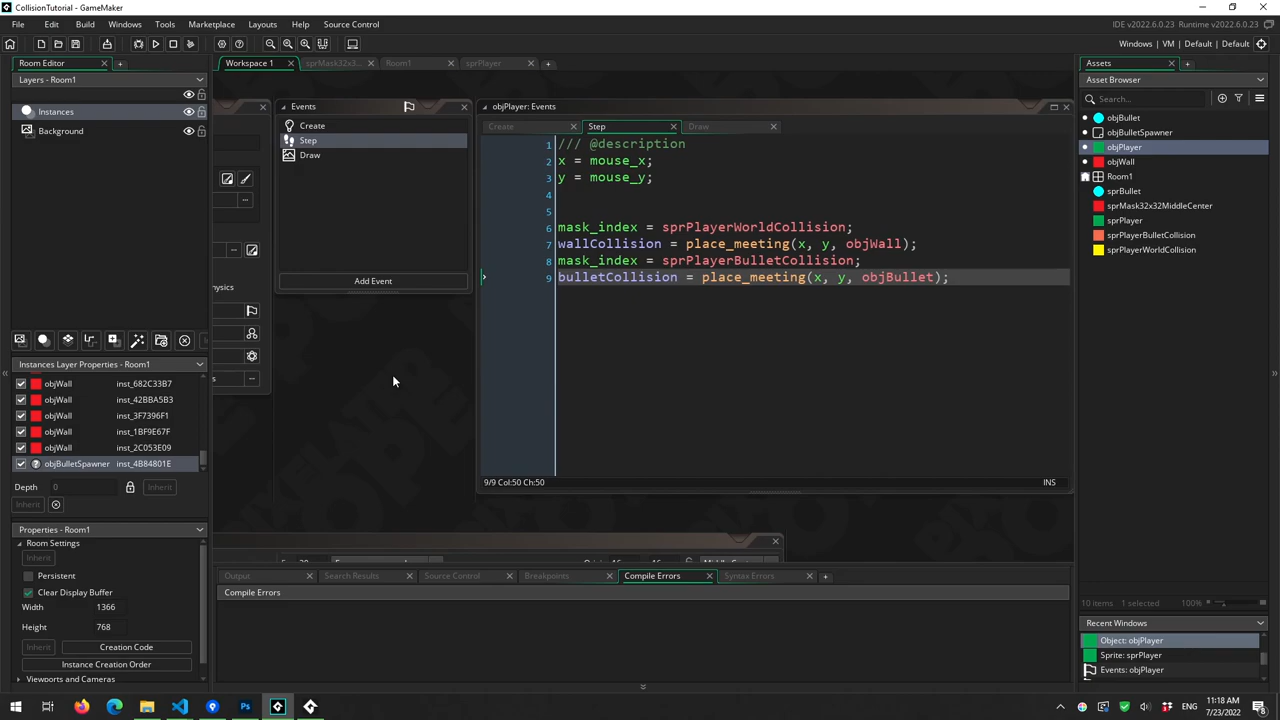 CollisionTutorial - GameMaker
File Edit Build Windows Tools Marketplace Layouts Help Source Control
IDE v2022.6.0.23 Runtime v2022.6.0.23
Windows | VM | Default | Default
Room Editor
Workspace 1
sprMask32x3...
Room1
sprPlayer
Assets
Layers - Room1
Asset Browser
Instances
Background
Events
Create
Step
Draw
Add Event
objPlayer: Events
Create
Step
Draw
1 /// @description
2 x = mouse_x;
3 y = mouse_y;
4
5
6 mask_index = sprPlayerWorldCollision;
7 wallCollision = place_meeting(x, y, objWall);
8 mask_index = sprPlayerBulletCollision;
9 bulletCollision = place_meeting(x, y, objBullet);
9/9 Col:50 Ch:50
INS
Search...
objBullet
objBulletSpawner
objPlayer
objWall
Room1
sprBullet
sprMask32x32MiddleCenter
sprPlayer
sprPlayerBulletCollision
sprPlayerWorldCollision
10 items 1 selected 100%
Recent Windows
Object: objPlayer
Sprite: sprPlayer
Events: objPlayer
Instances Layer Properties - Room1
objWall inst_682C33B7
objWall inst_42BBA5B3
objWall inst_3F7396F1
objWall inst_1BF9E67F
objWall inst_2C053E09
objBulletSpawner inst_4B84801E
Depth 0 Inherit
Inherit
Properties - Room1
Room Settings
Inherit
Persistent
Clear Display Buffer
Width 1366
Height 768
Inherit Creation Code
Instance Creation Order
Viewports and Cameras
Output
Search Results
Source Control
Breakpoints
Compile Errors
Syntax Errors
Compile Errors
ENG
11:18 AM
7/23/2022
8